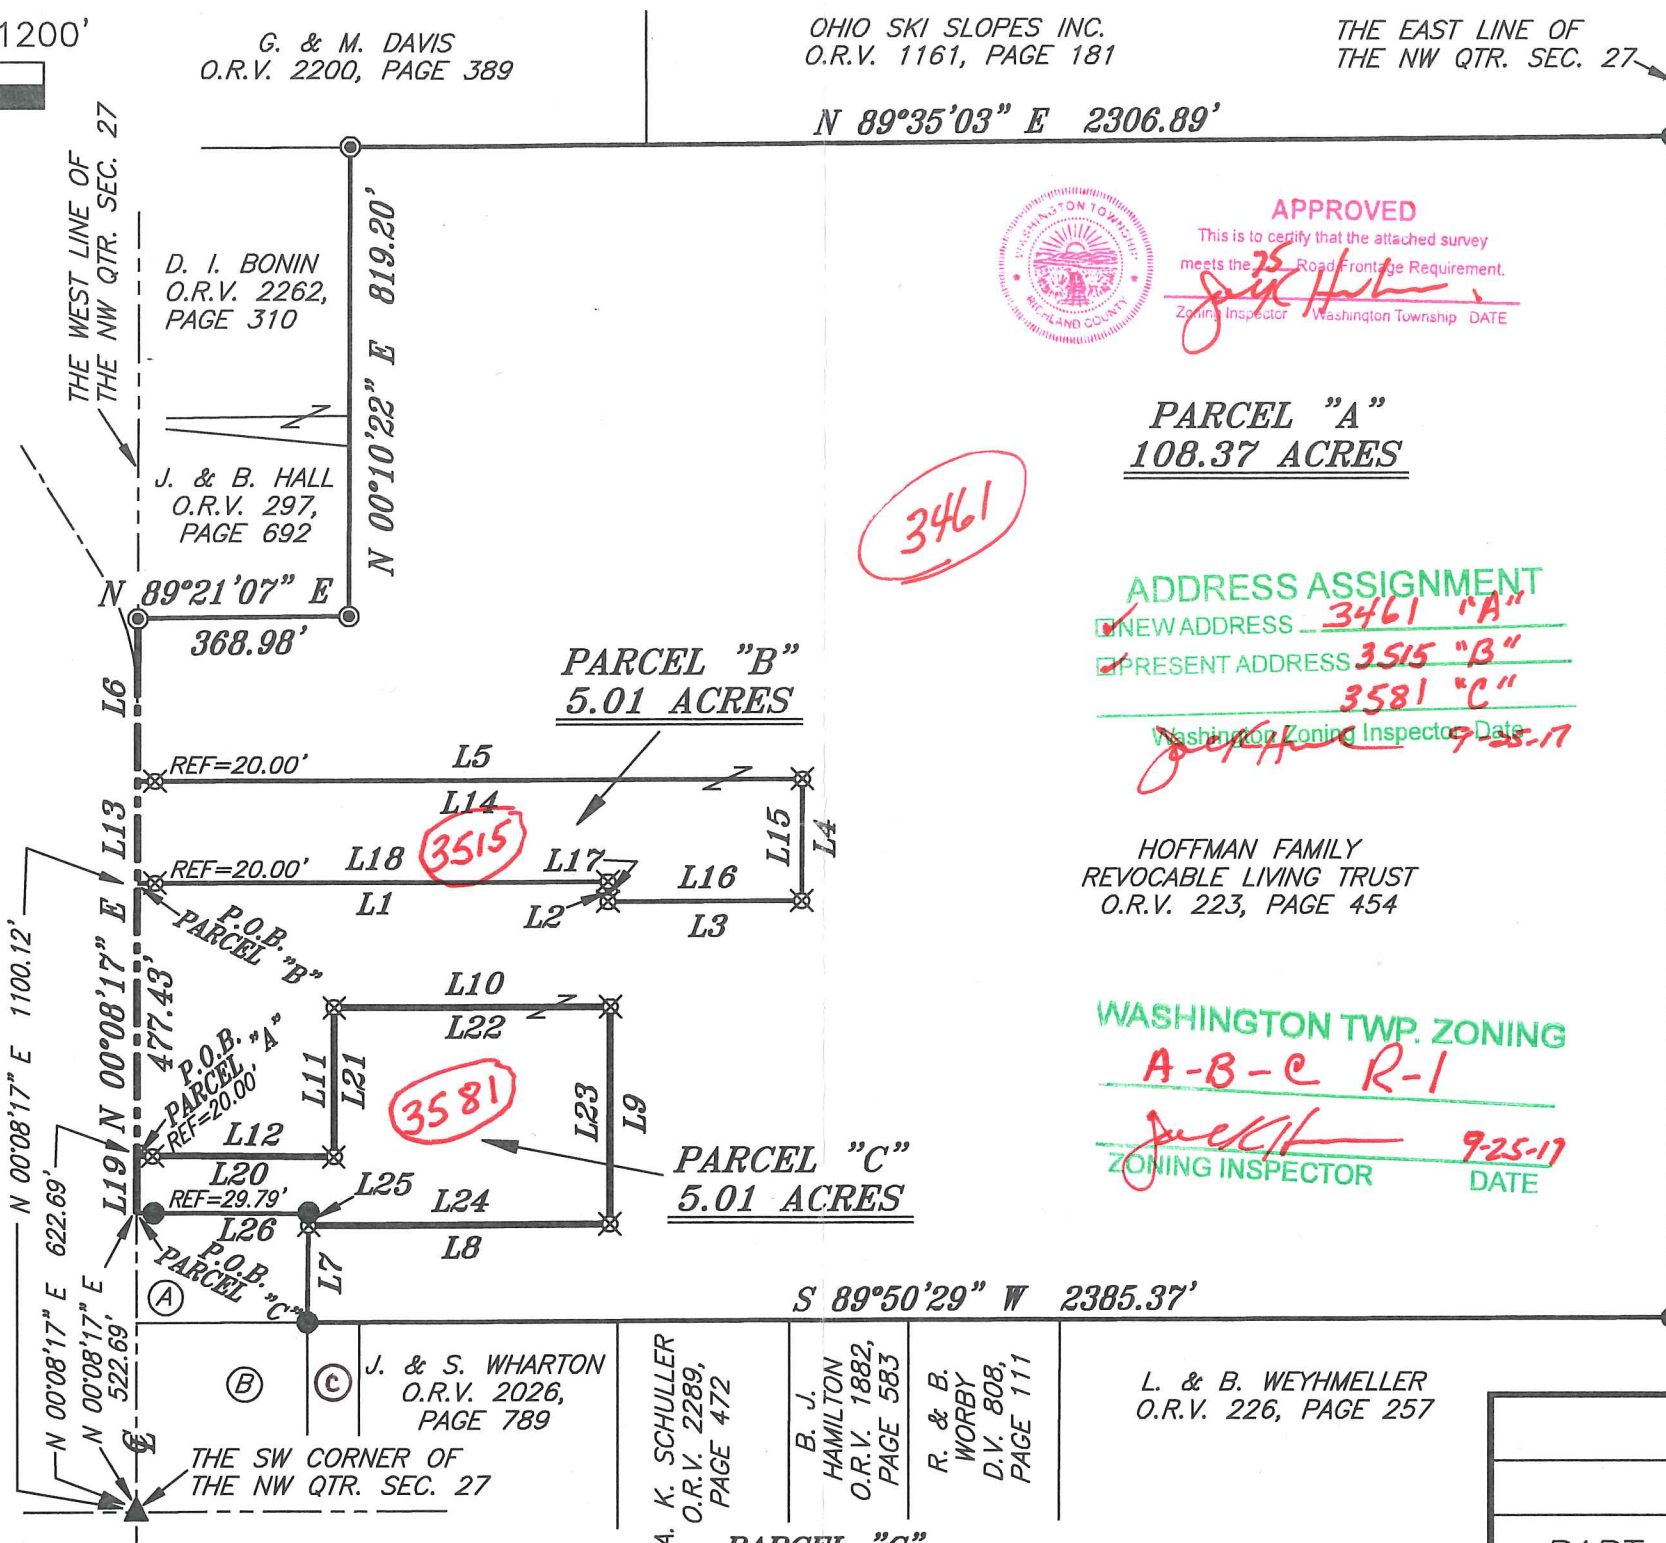 1200'
G. & M. DAVIS
O.R.V. 2200, PAGE 389
OHIO SKI SLOPES INC.
O.R.V. 1161, PAGE 181
THE EAST LINE OF
THE NW QTR. SEC. 27
N 89°35'03" E 2306.89'
THE WEST LINE OF
THE NW QTR. SEC. 27
D. I. BONIN
O.R.V. 2262,
PAGE 310
N 00°10'22" E 819.20'
WASHINGTON TOWNSHIP
RICHLAND COUNTY
APPROVED
This is to certify that the attached survey
meets the 75 Road Frontage Requirement.
Zoning Inspector Washington Township DATE
PARCEL "A"
108.37 ACRES
J. & B. HALL
O.R.V. 297,
PAGE 692
3461
N 89°21'07" E
368.98'
ADDRESS ASSIGNMENT
NEW ADDRESS 3461 "A"
PRESENT ADDRESS 3515 "B"
3581 "C"
Washington Zoning Inspector Date
9-25-17
PARCEL "B"
5.01 ACRES
L6
REF=20.00'
L5
L14
3515
L13
L15
L4
REF=20.00'
L18
L17
L16
L1
L2
L3
HOFFMAN FAMILY
REVOCABLE LIVING TRUST
O.R.V. 223, PAGE 454
P.O.B.
PARCEL "B"
N 00°08'17" E
477.43'
N 00°08'17" E 1100.12'
L10
L22
P.O.B.
PARCEL "A"
REF=20.00'
L11
L21
3581
L23
L9
WASHINGTON TWP. ZONING
A-B-C R-1
9-25-17
ZONING INSPECTOR DATE
L12
L20
L19
PARCEL "C"
5.01 ACRES
REF=29.79'
L25
L24
L26
L8
L7
P.O.B.
PARCEL "C"
N 00°08'17" E 622.69'
N 00°08'17" E
522.69'
A
S 89°50'29" W 2385.37'
B
C
J. & S. WHARTON
O.R.V. 2026,
PAGE 789
A. K. SCHULLER
O.R.V. 2289,
PAGE 472
B. J.
HAMILTON
O.R.V. 1882,
PAGE 583
R. & B.
WORBY
D.V. 808,
PAGE 111
L. & B. WEYHMELLER
O.R.V. 226, PAGE 257
THE SW CORNER OF
THE NW QTR. SEC. 27